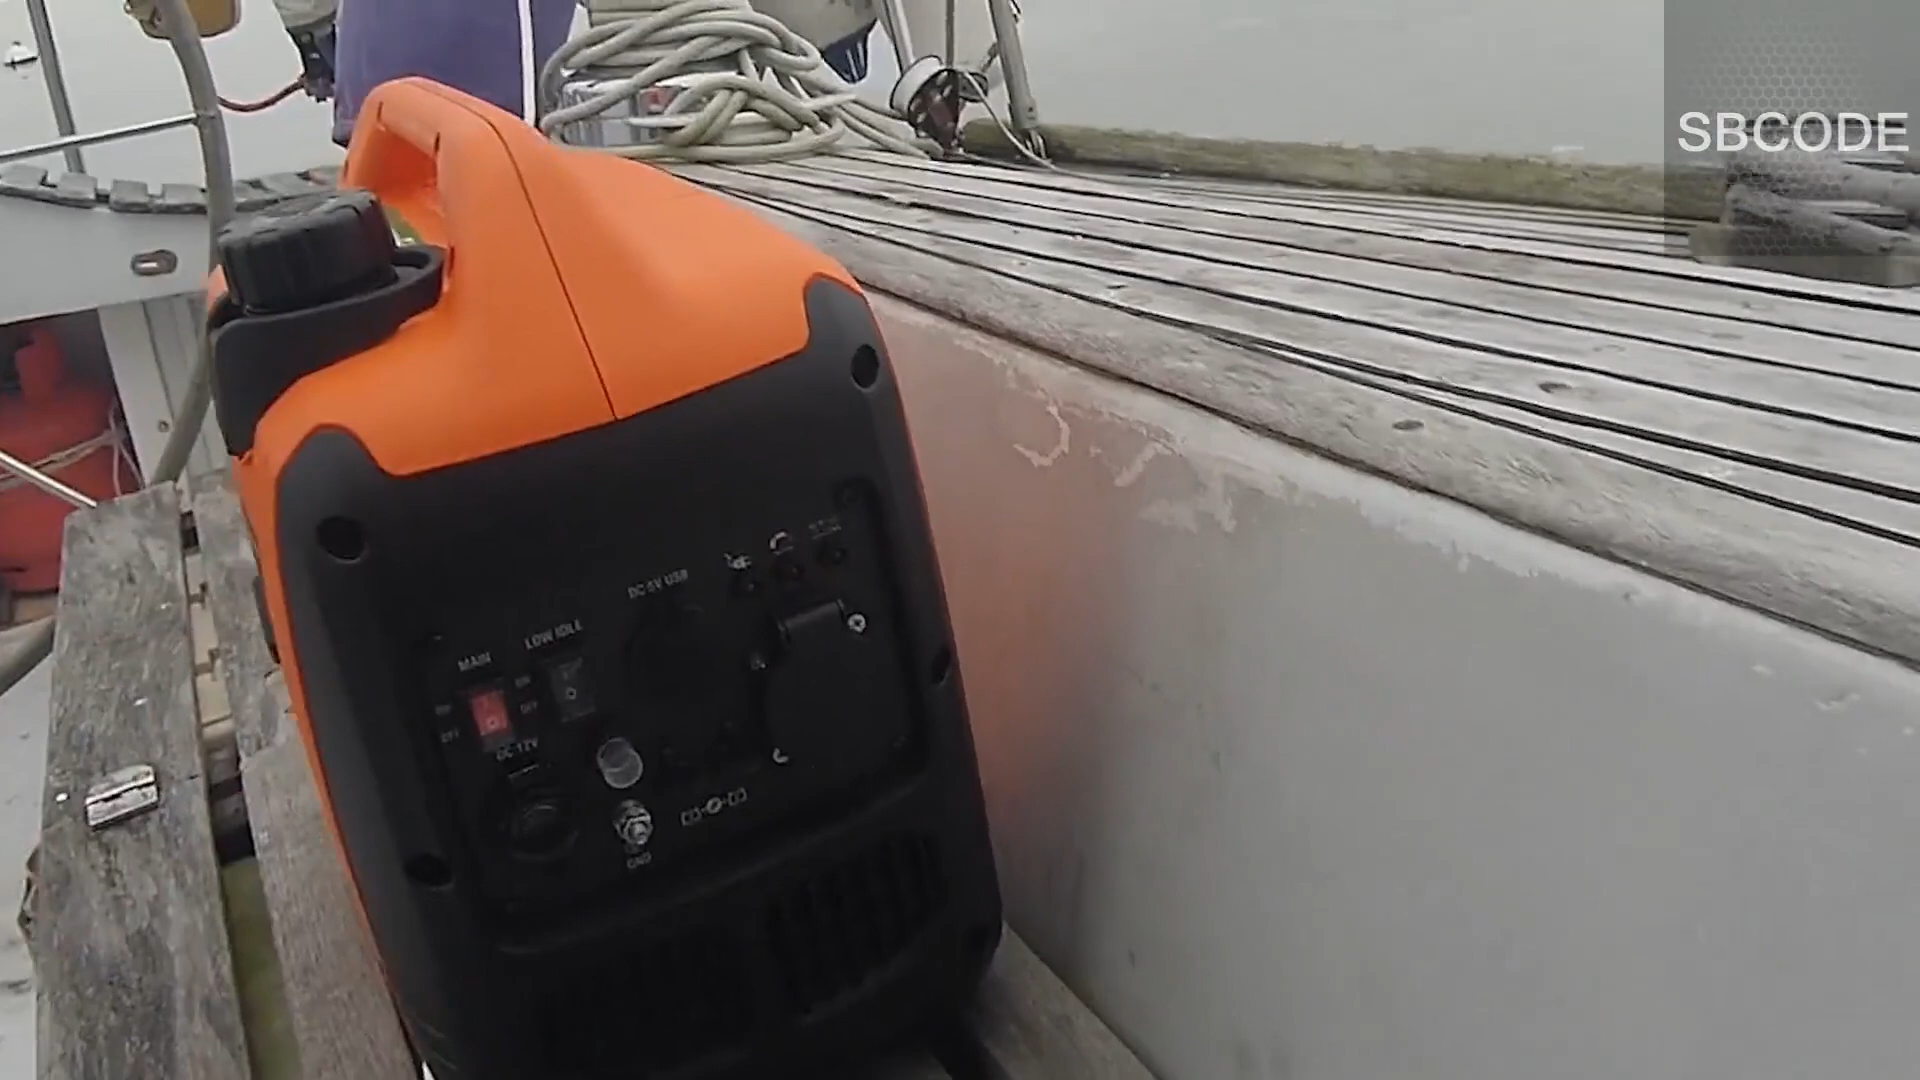 SBCODE
DC 5V USB
LOW IDLE
MAIN
ON
OFF
ON
OFF
DC 12V
GND